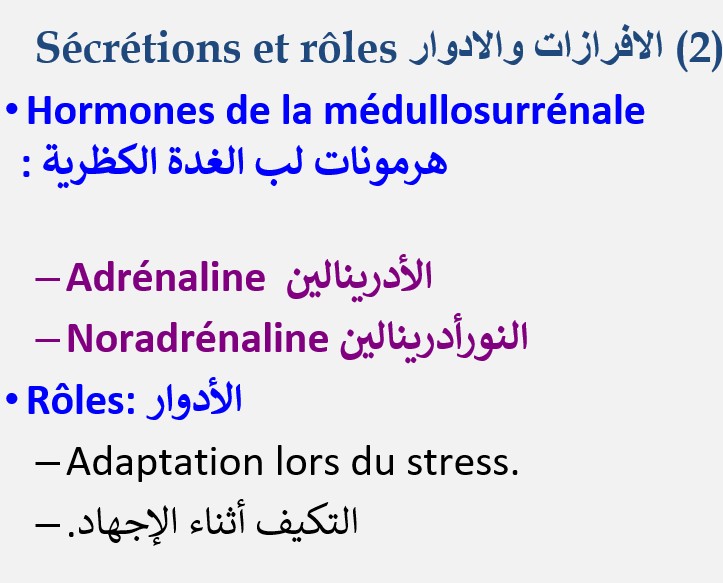 Sécrétions et rôles الافرازات والادوار (2)
• Hormones de la médullosurrénale
هرمونات لب الغدة الكظرية :
– Adrénaline الأدرينالين
– Noradrénaline النورأدرينالين
• Rôles: الأدوار
– Adaptation lors du stress.
– التكيف أثناء الإجهاد.